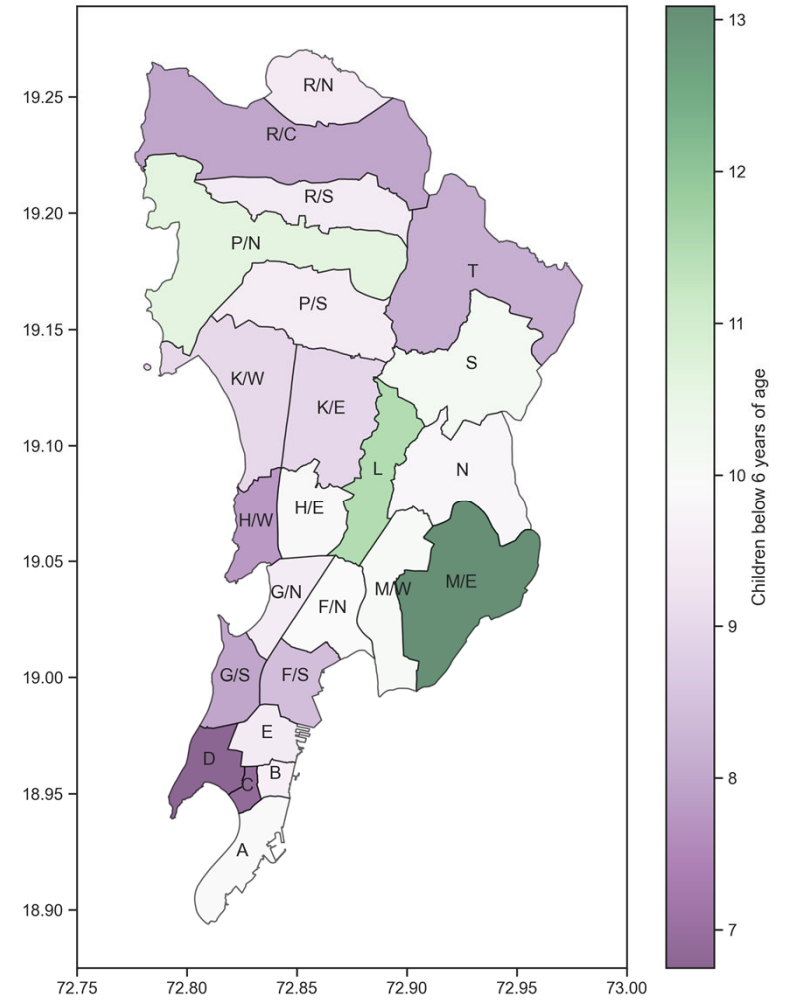 R/N
R/C
R/S
P/N
T
P/S
S
K/W
K/E
L
N
H/E
H/W
M/E
M/W
G/N
F/N
G/S
F/S
E
D
B
C
A
19.25
19.20
19.15
19.10
19.05
19.00
18.95
18.90
72.75 72.80 72.85 72.90 72.95 73.00
13
12
11
10
9
8
7
Children below 6 years of age